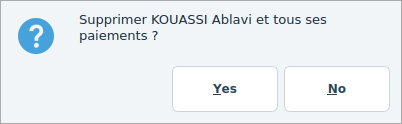 Supprimer KOUASSI Ablavi et tous ses
paiements ?
Yes
No